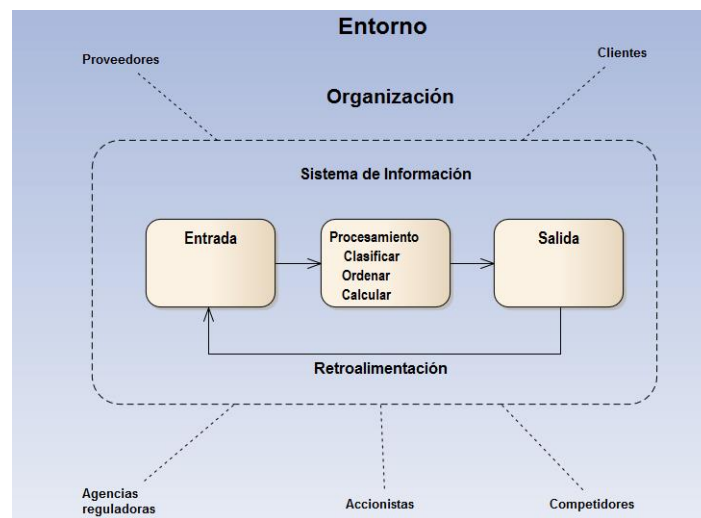 Entorno
Proveedores
Clientes
Organización
Sistema de Información
Entrada
Procesamiento
Clasificar
Ordenar
Calcular
Salida
Retroalimentación
Agencias
reguladoras
Accionistas
Competidores